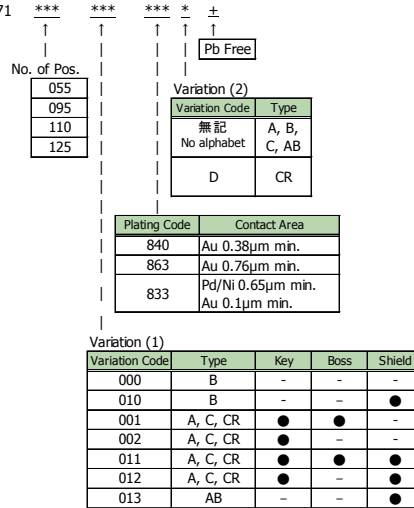 71 *** *** *** * +
Pb Free
No. of Pos.
055
095
110
125
Variation (2)
Variation Code Type
無記 A, B,
No alphabet C, AB
D CR
Plating Code Contact Area
840 Au 0.38μm min.
863 Au 0.76μm min.
833 Pd/Ni 0.65μm min.
Au 0.1μm min.
Variation (1)
Variation Code Type Key Boss Shield
000 B - - -
010 B - – ●
001 A, C, CR ● ● -
002 A, C, CR ● – -
011 A, C, CR ● ● ●
012 A, C, CR ● – ●
013 AB – – ●